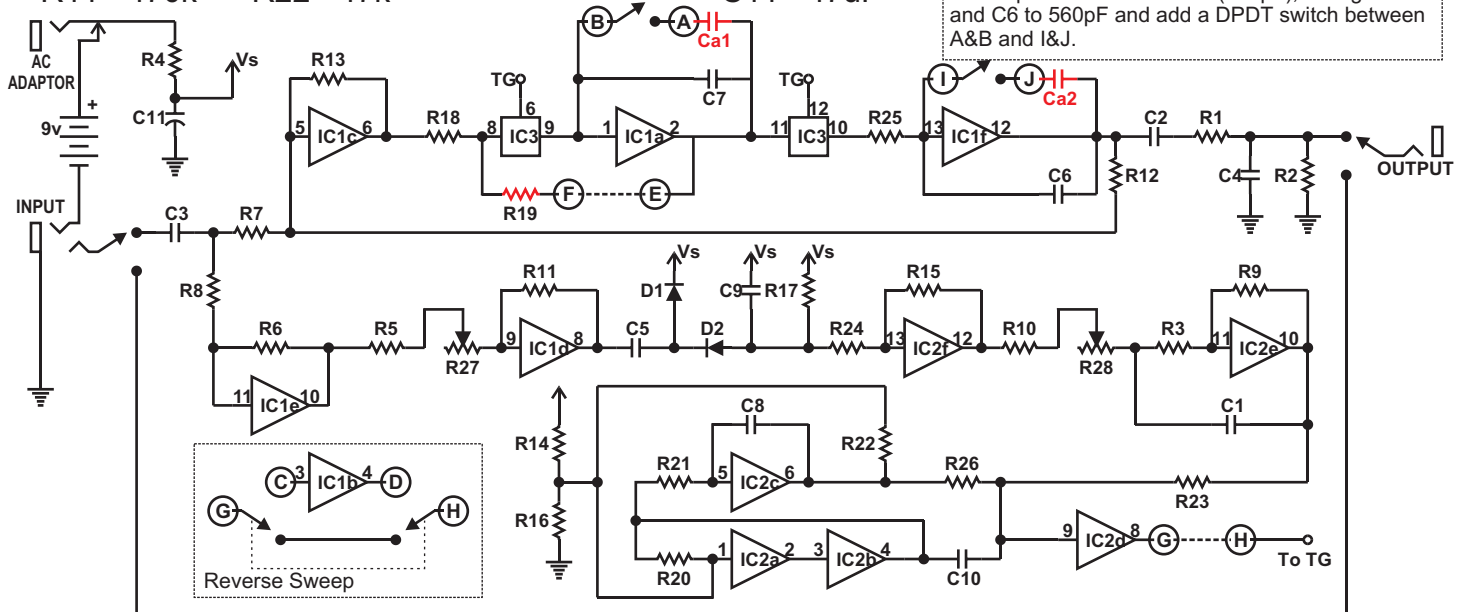 and C6 to 560pF and add a DPDT switch between
A&B and I&J.
AC
ADAPTOR
R4
Vs
C11
9v
+
INPUT
C3
R7
R13
5
IC1c
6
R18
TG
6
8
IC3
9
B
A
Ca1
C7
1
IC1a
2
R19
F
E
TG
12
11
IC3
10
R25
I
J
Ca2
13
IC1f
12
C6
R12
C2
R1
C4
R2
OUTPUT
R8
R6
11
IC1e
10
R5
R27
R11
9
IC1d
8
C5
D1
Vs
D2
C9
Vs
R17
Vs
R24
R15
13
IC2f
12
R10
R28
R3
R9
11
IC2e
10
C1
R14
R16
C8
R21
5
IC2c
6
R22
R26
R23
R20
1
IC2a
2
3
IC2b
4
C10
9
IC2d
8
G
H
To TG
C
3
IC1b
4
D
G
H
Reverse Sweep